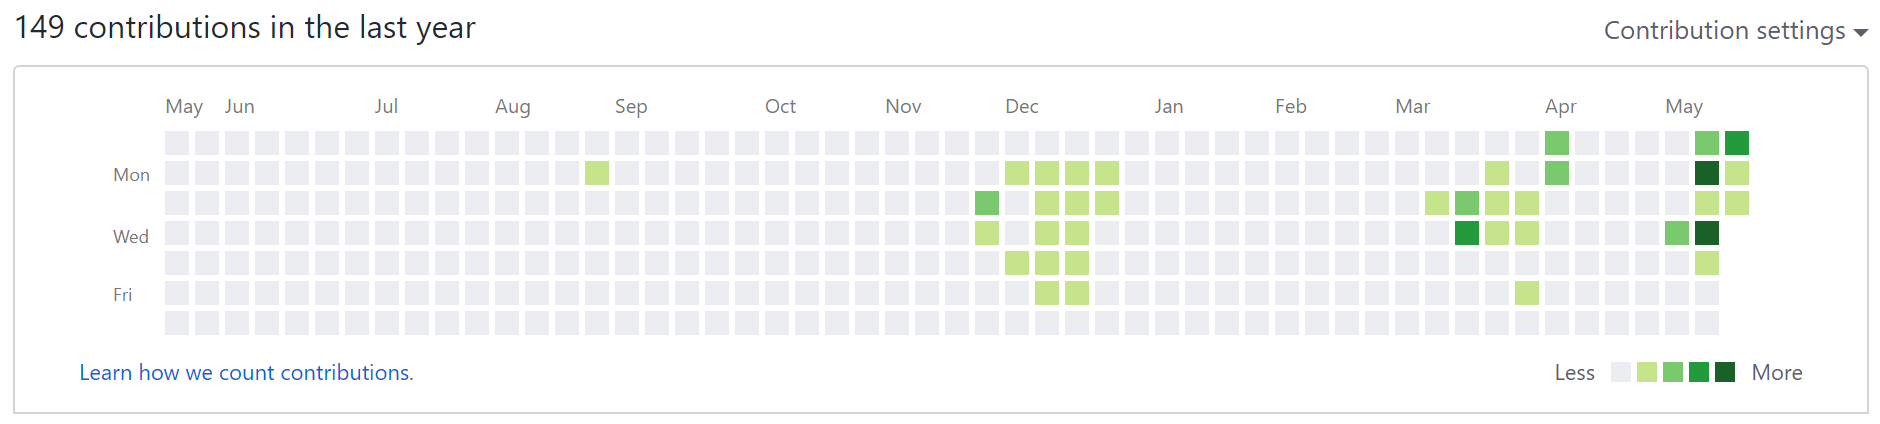 149 contributions in the last year
Contribution settings
May Jun Jul Aug Sep Oct Nov Dec Jan Feb Mar Apr May
Mon
Wed
Fri
Learn how we count contributions.
Less More